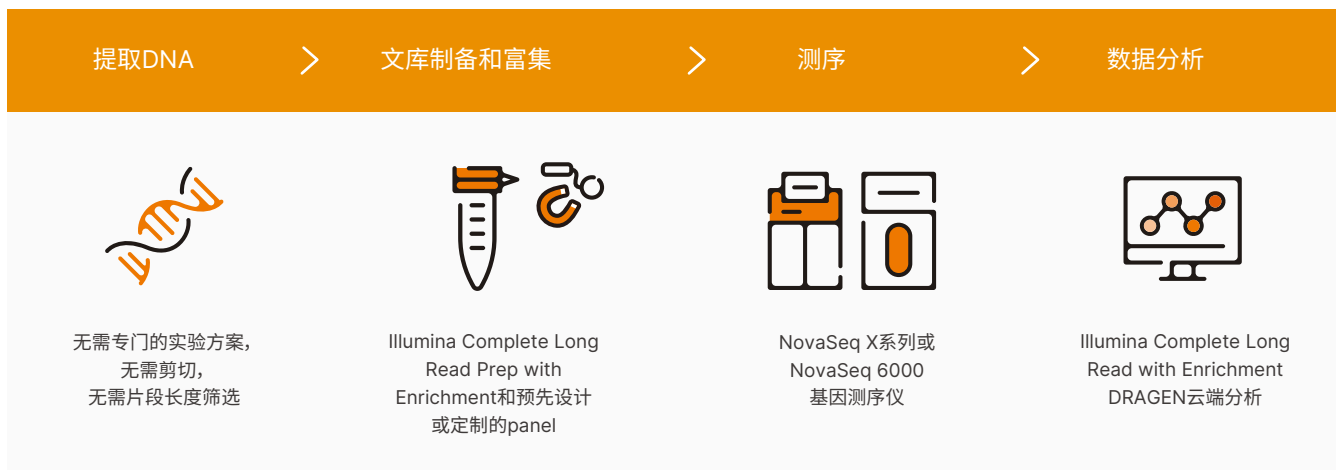 提取DNA
文库制备和富集
测序
数据分析
无需专门的实验方案，
无需剪切，
无需片段长度筛选
Illumina Complete Long
Read Prep with
Enrichment和预先设计
或定制的panel
NovaSeq X系列或
NovaSeq 6000
基因测序仪
Illumina Complete Long
Read with Enrichment
DRAGEN云端分析